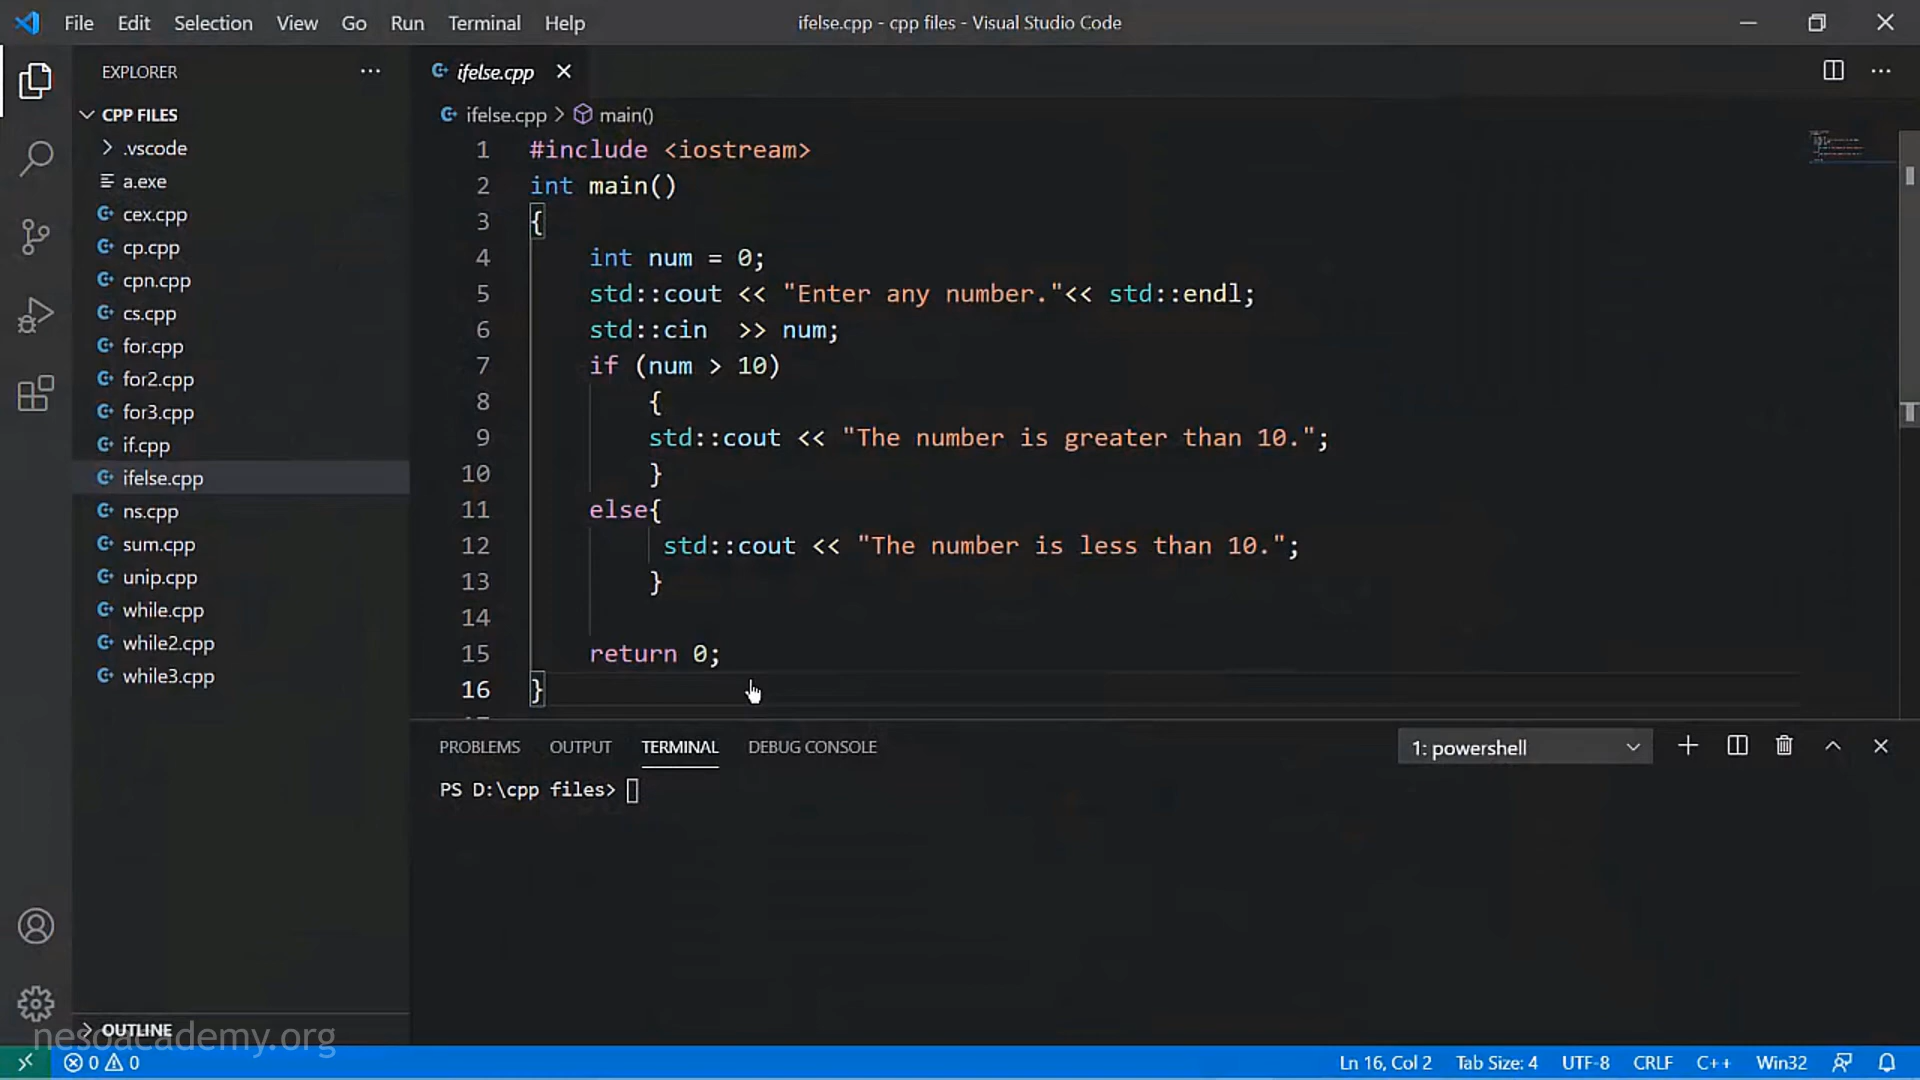 File Edit Selection View Go Run Terminal Help ifelse.cpp - cpp files - Visual Studio Code
EXPLORER
CPP FILES
.vscode
a.exe
cex.cpp
cp.cpp
cpn.cpp
cs.cpp
for.cpp
for2.cpp
for3.cpp
if.cpp
ifelse.cpp
ns.cpp
sum.cpp
unip.cpp
while.cpp
while2.cpp
while3.cpp
OUTLINE
nesoacademy.org
ifelse.cpp
ifelse.cpp > main()
1 #include <iostream>
2 int main()
3 {
4 int num = 0;
5 std::cout << "Enter any number."<< std::endl;
6 std::cin >> num;
7 if (num > 10)
8 {
9 std::cout << "The number is greater than 10.";
10 }
11 else{
12 std::cout << "The number is less than 10.";
13 }
14
15 return 0;
16 }
PROBLEMS OUTPUT TERMINAL DEBUG CONSOLE 1: powershell
PS D:\cpp files>
0 0 Ln 16, Col 2 Tab Size: 4 UTF-8 CRLF C++ Win32